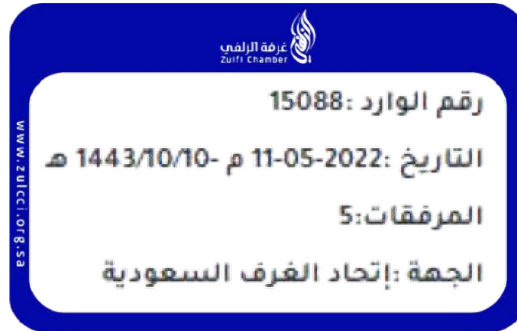 غرفة الزلفي
Zulfi Chamber
رقم الوارد :15088
التاريخ :2022-05-11 م -1443/10/10 هـ
المرفقات:5
الجهة :إتحاد الغرف السعودية
www.zulcci.org.sa